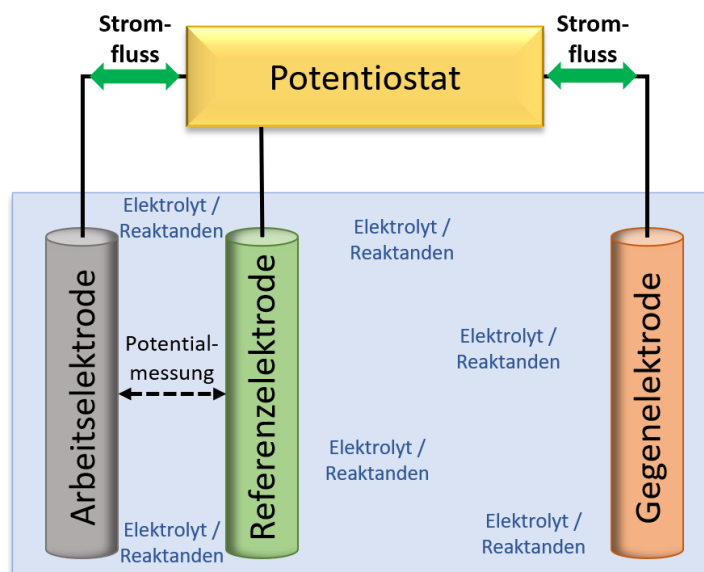 Strom-
fluss
Potentiostat
Strom-
fluss
Elektrolyt /
Reaktanden
Elektrolyt /
Reaktanden
Arbeitselektrode
Potential-
messung
Referenzelektrode
Elektrolyt /
Reaktanden
Gegenelektrode
Elektrolyt /
Reaktanden
Elektrolyt /
Reaktanden
Elektrolyt /
Reaktanden